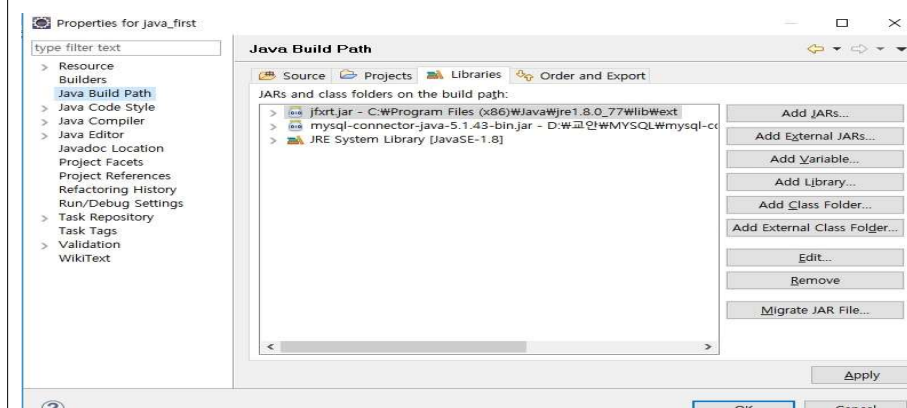 Properties for java_first
type filter text
Resource
Builders
Java Build Path
Java Code Style
Java Compiler
Java Editor
Javadoc Location
Project Facets
Project References
Refactoring History
Run/Debug Settings
Task Repository
Task Tags
Validation
WikiText
Java Build Path
Source Projects Libraries Order and Export
JARs and class folders on the build path:
jfxrt.jar - C:₩Program Files (x86)₩Java₩jre1.8.0_77₩lib₩ext
mysql-connector-java-5.1.43-bin.jar - D:₩교안₩MYSQL₩mysql-cc
JRE System Library [JavaSE-1.8]
Add JARs...
Add External JARs...
Add Variable...
Add Library...
Add Class Folder...
Add External Class Folder...
Edit...
Remove
Migrate JAR File...
Apply
OK Cancel